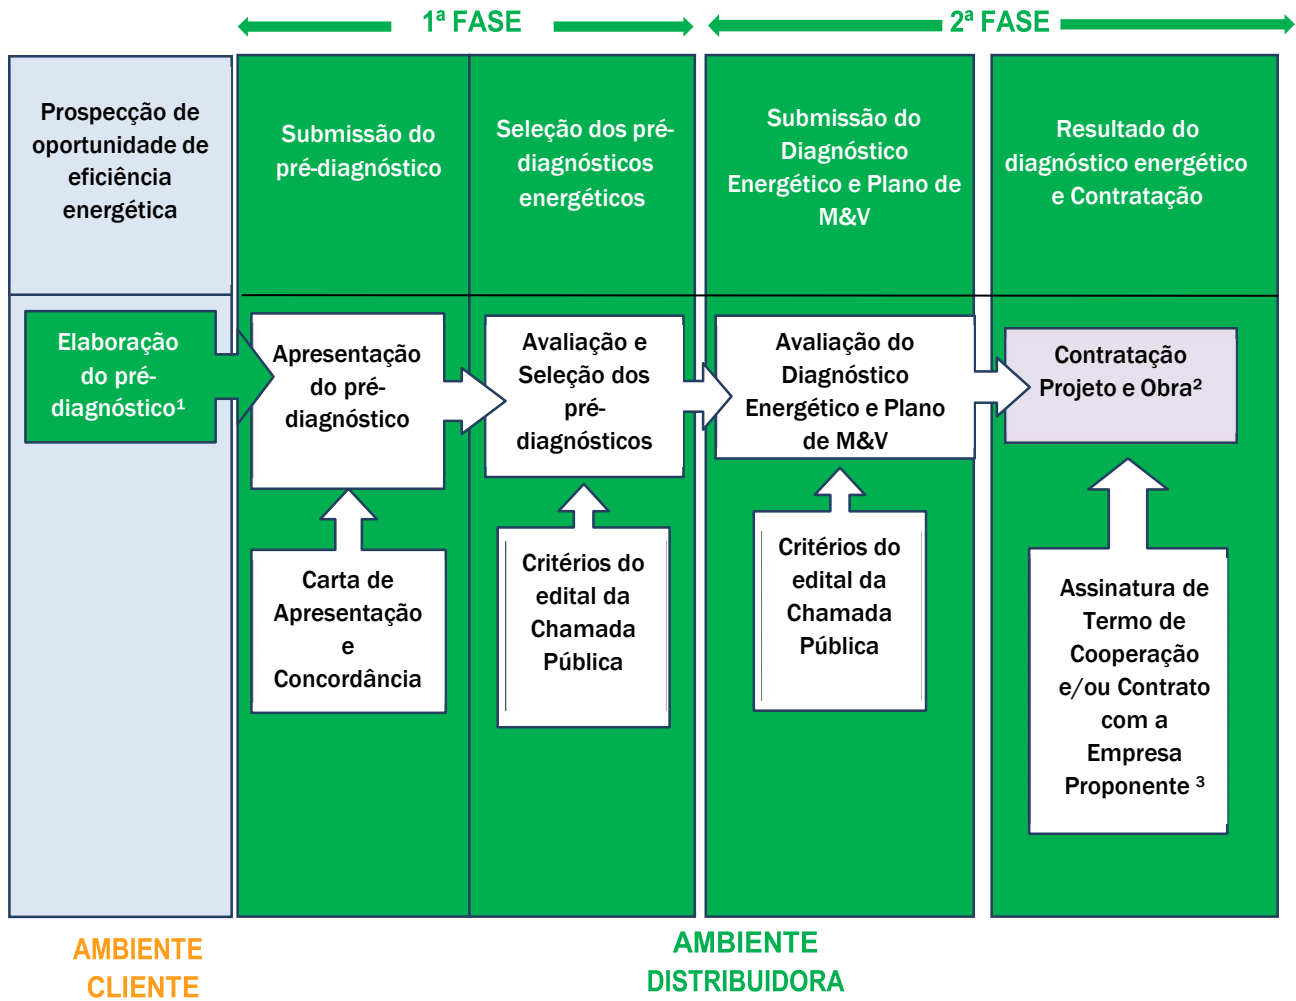 1ª FASE
2ª FASE
Prospecção de
oportunidade de
eficiência
energética
Submissão do
pré-diagnóstico
Seleção dos pré-
diagnósticos
energéticos
Submissão do
Diagnóstico
Energético e Plano de
M&V
Resultado do
diagnóstico energético
e Contratação
Elaboração
do pré-
diagnóstico¹
Apresentação
do pré-
diagnóstico
Avaliação e
Seleção dos
pré-
diagnósticos
Avaliação do
Diagnóstico
Energético e Plano
de M&V
Contratação
Projeto e Obra²
Carta de
Apresentação
e
Concordância
Critérios do
edital da
Chamada
Pública
Critérios do
edital da
Chamada
Pública
Assinatura de
Termo de
Cooperação
e/ou Contrato
com a
Empresa
Proponente ³
AMBIENTE
CLIENTE
AMBIENTE
DISTRIBUIDORA